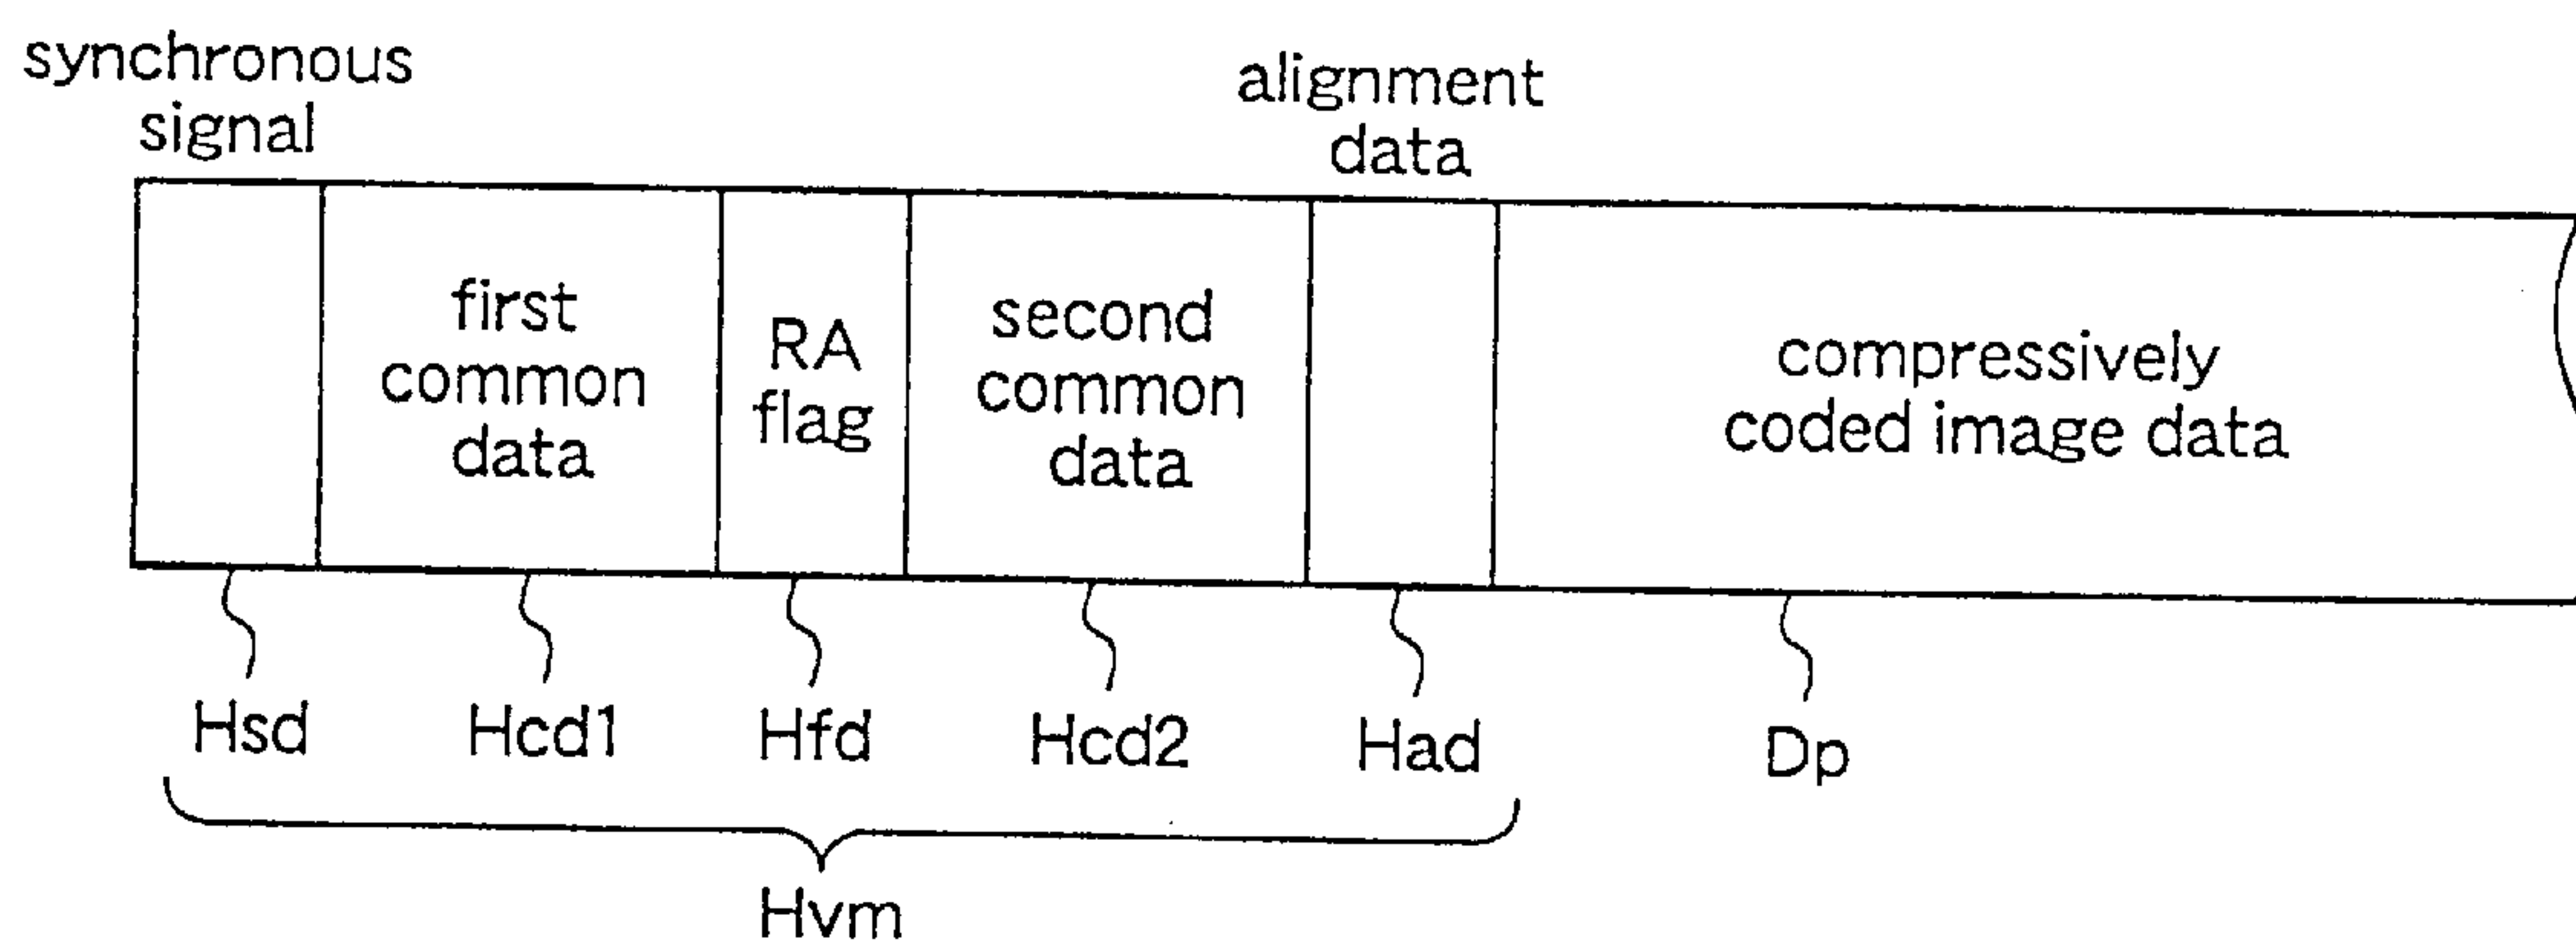 synchronous
signal
alignment
data
first
common
data
RA
flag
second
common
data
compressively
coded image data
Hsd
Hcd1
Hfd
Hcd2
Had
Dp
Hvm